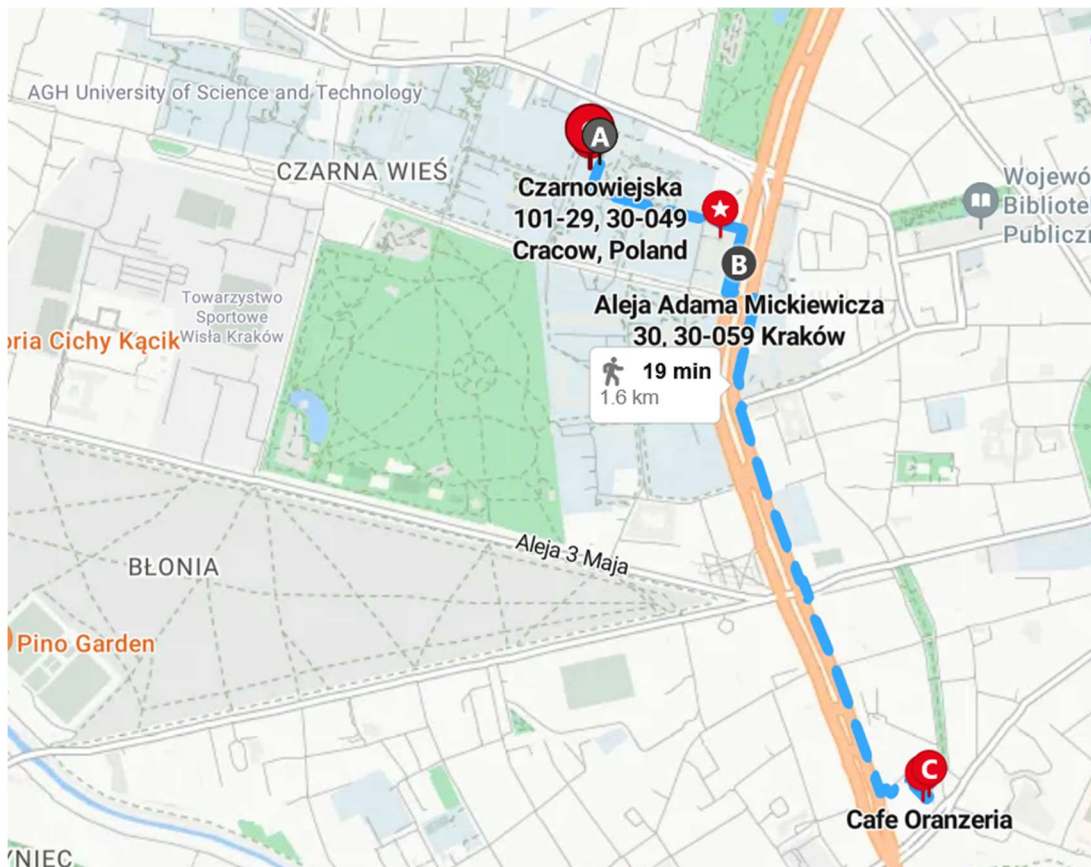 AGH University of Science and Technology
CZARNA WIEŚ
A
Czarnowiejska
101-29, 30-049
Cracow, Poland
Wojewó
Bibliote
Publiczn
B
Aleja Adama Mickiewicza
30, 30-059 Kraków
Towarzystwo
Sportowe
Wisła Kraków
oria Cichy Kącik
19 min
1.6 km
Aleja 3 Maja
BŁONIA
Pino Garden
C
Cafe Oranzeria
YNIEC